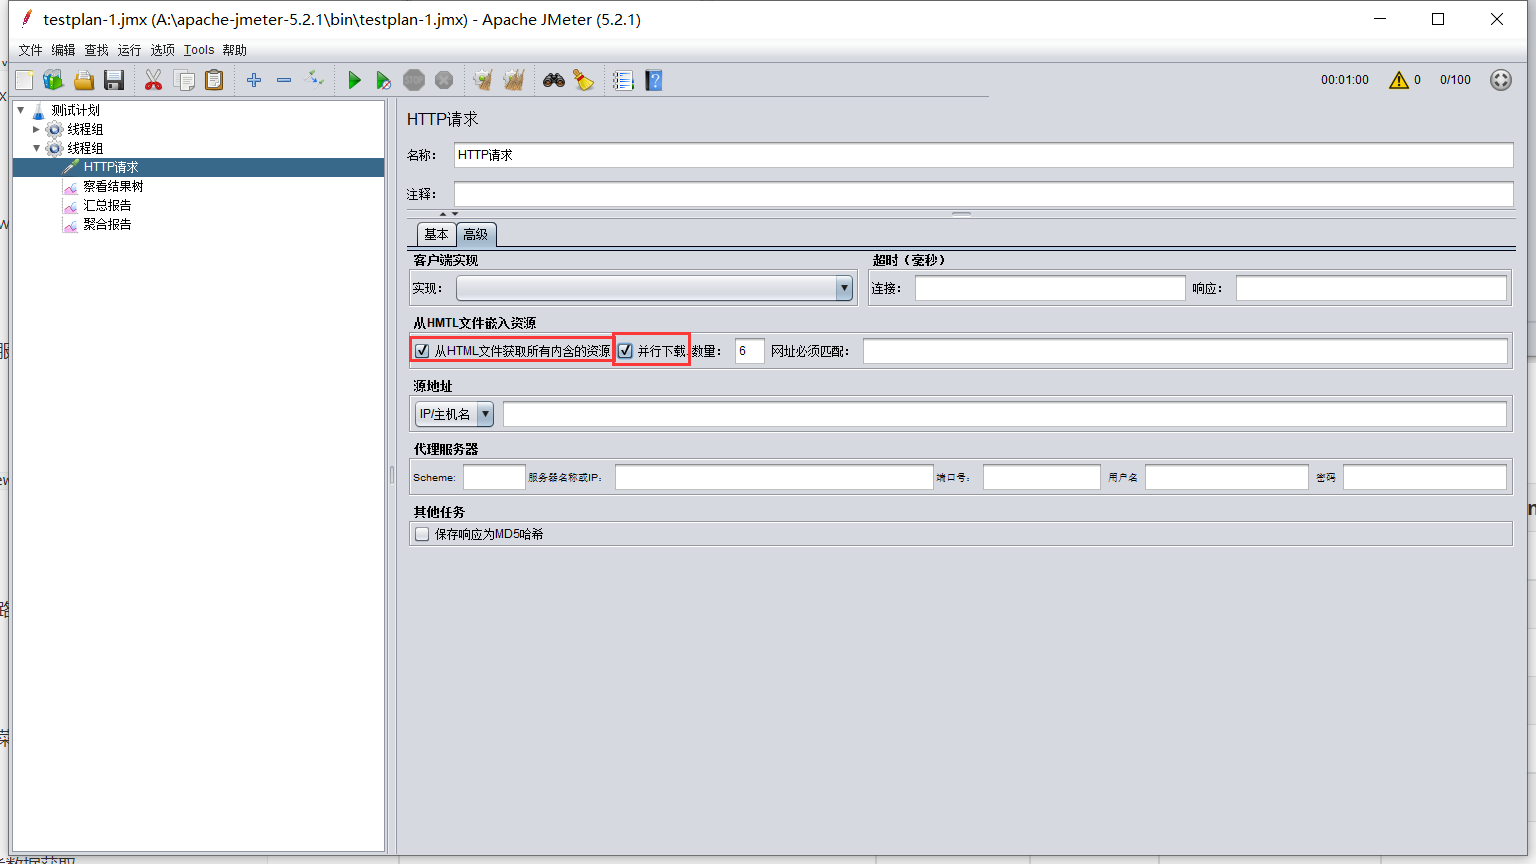 testplan-1.jmx (A:\apache-jmeter-5.2.1\bin\testplan-1.jmx) - Apache JMeter (5.2.1)
文件 编辑 查找 运行 选项 Tools 帮助
00:01:00 0 0/100
测试计划
线程组
线程组
HTTP请求
察看结果树
汇总报告
聚合报告
HTTP请求
名称： HTTP请求
注释：
基本 高级
客户端实现 超时（毫秒）
实现： 连接： 响应：
从HMTL文件嵌入资源
从HTML文件获取所有内含的资源 并行下载. 数量： 6 网址必须匹配：
源地址
IP/主机名
代理服务器
Scheme: 服务器名称或IP： 端口号： 用户名 密码
其他任务
保存响应为MD5哈希